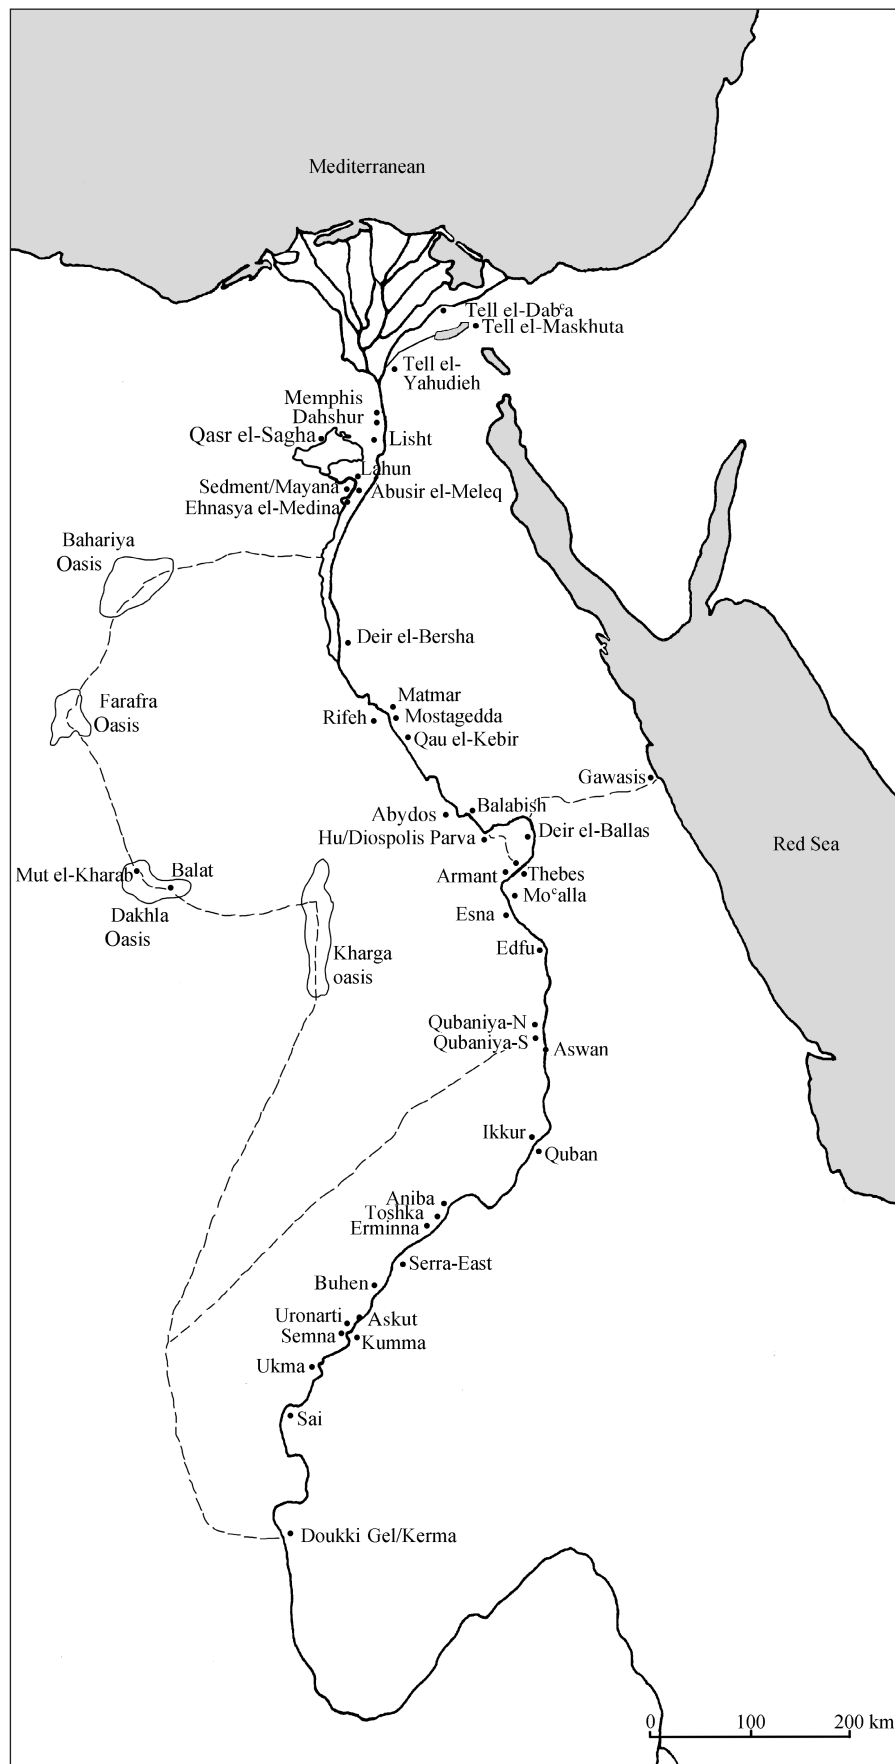 Mediterranean
Tell el-Dabᶜa
Tell el-Maskhuta
Tell el-
Yahudieh
Memphis
Dahshur
Qasr el-Sagha
Lisht
Lahun
Sedment/Mayana
Abusir el-Meleq
Ehnasya el-Medina
Bahariya
Oasis
Deir el-Bersha
Farafra
Oasis
Matmar
Rifeh
Mostagedda
Qau el-Kebir
Gawasis
Abydos
Balabish
Hu/Diospolis Parva
Deir el-Ballas
Red Sea
Mut el-Kharab
Balat
Armant
Thebes
Moᶜalla
Dakhla
Oasis
Esna
Kharga
oasis
Edfu
Qubaniya-N
Qubaniya-S
Aswan
Ikkur
Quban
Aniba
Toshka
Erminna
Serra-East
Buhen
Uronarti
Askut
Semna
Kumma
Ukma
Sai
Doukki Gel/Kerma
0 100 200 km